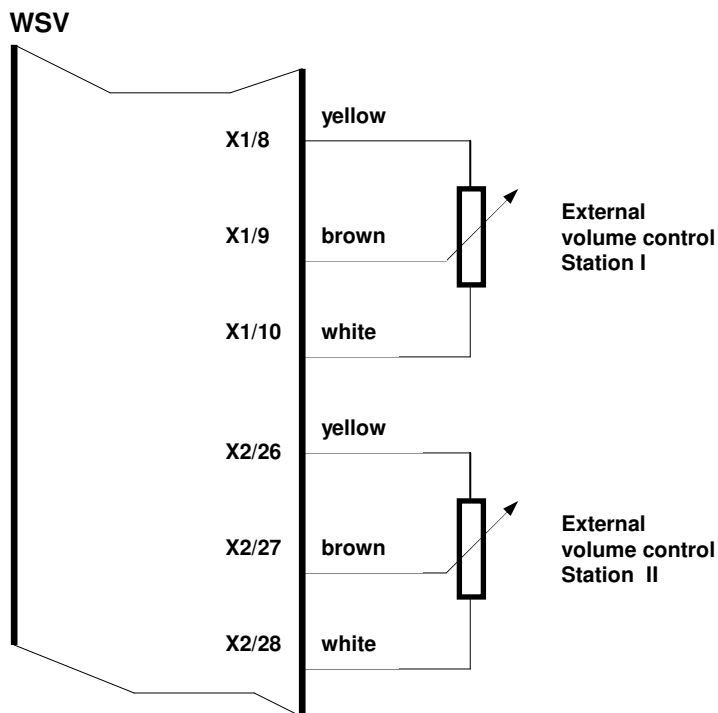 WSV
X1/8
yellow
X1/9
brown
X1/10
white
External
volume control
Station I
X2/26
yellow
X2/27
brown
X2/28
white
External
volume control
Station II